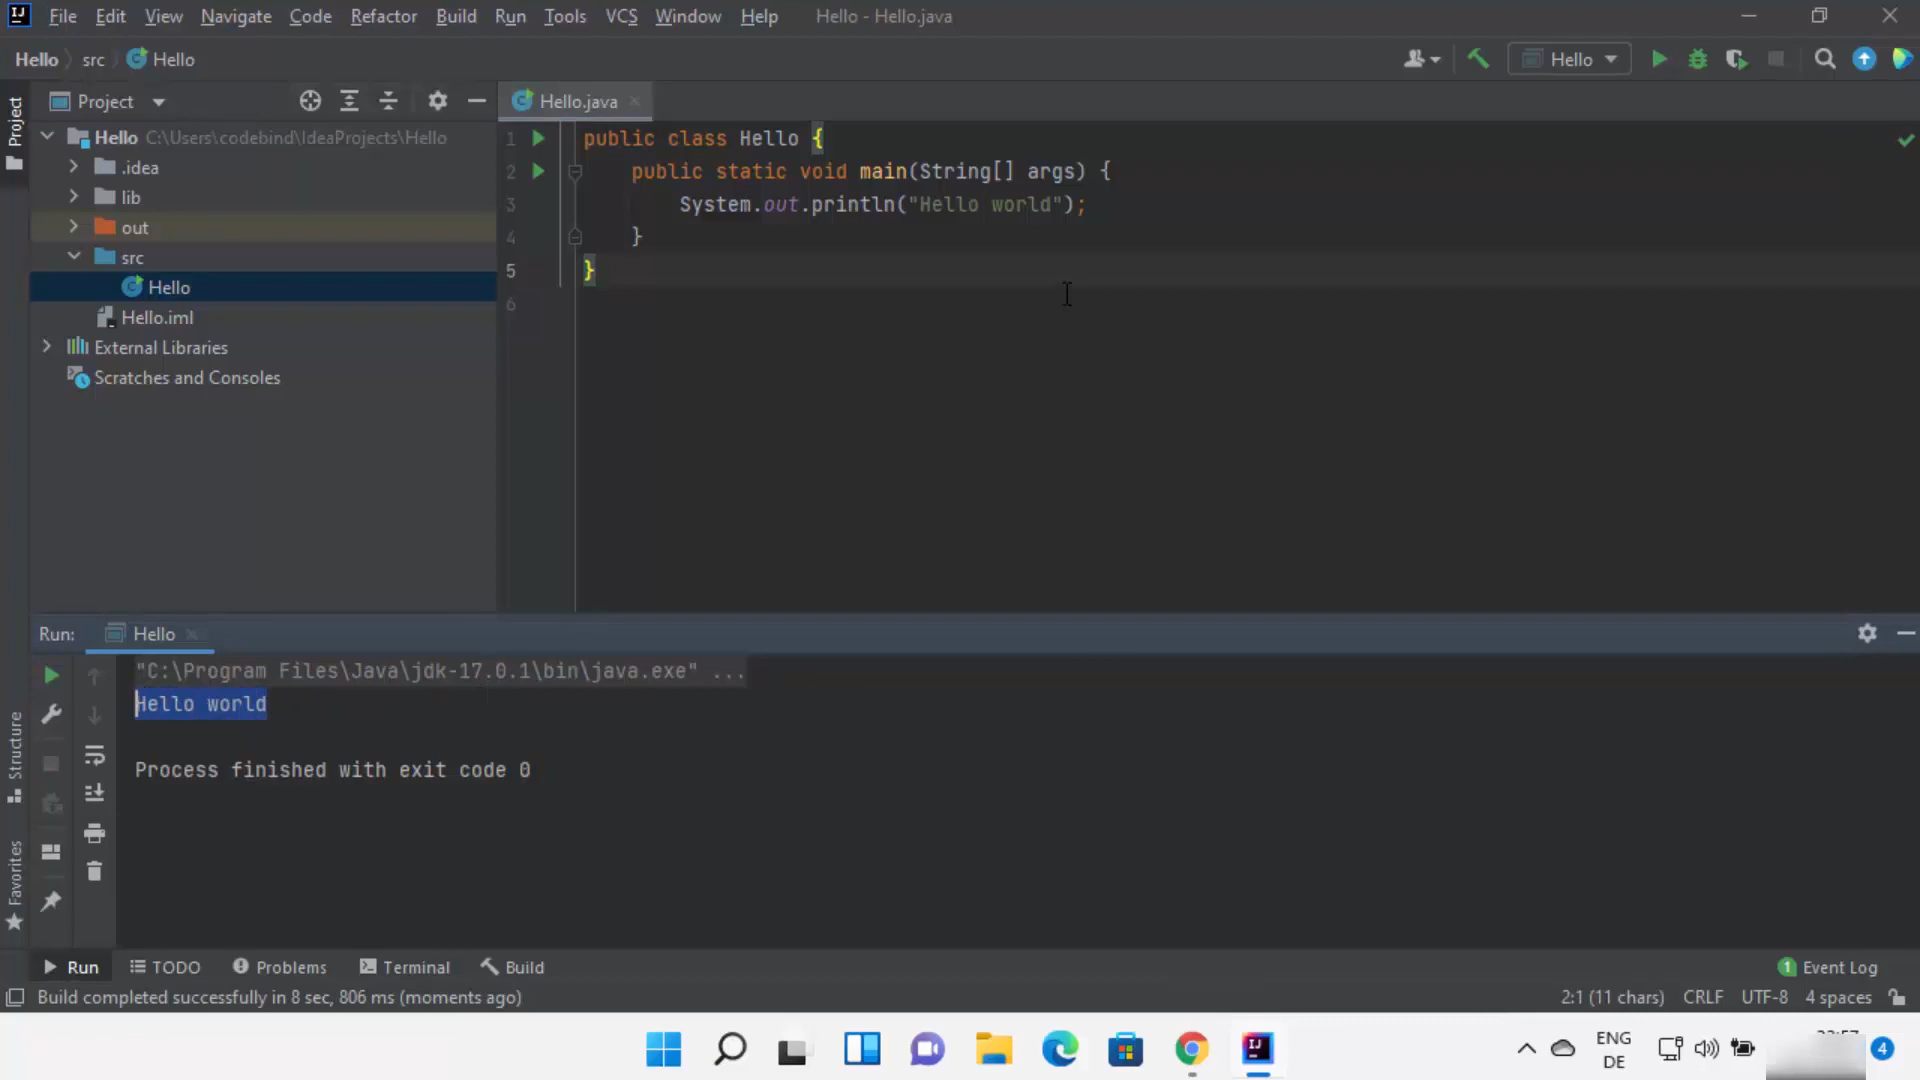 IJ File Edit View Navigate Code Refactor Build Run Tools VCS Window Help Hello - Hello.java
Hello src Hello
Hello
Project
Project
Hello.java
Hello C:\Users\codebind\IdeaProjects\Hello
.idea
lib
out
src
Hello
Hello.iml
External Libraries
Scratches and Consoles
1 public class Hello {
2 public static void main(String[] args) {
3 System.out.println("Hello world");
4 }
5 }
6
Run: Hello
"C:\Program Files\Java\jdk-17.0.1\bin\java.exe" ...
Hello world
Process finished with exit code 0
Structure
Favorites
Run TODO Problems Terminal Build 1 Event Log
Build completed successfully in 8 sec, 806 ms (moments ago) 2:1 (11 chars) CRLF UTF-8 4 spaces
IJ
ENG
DE
4